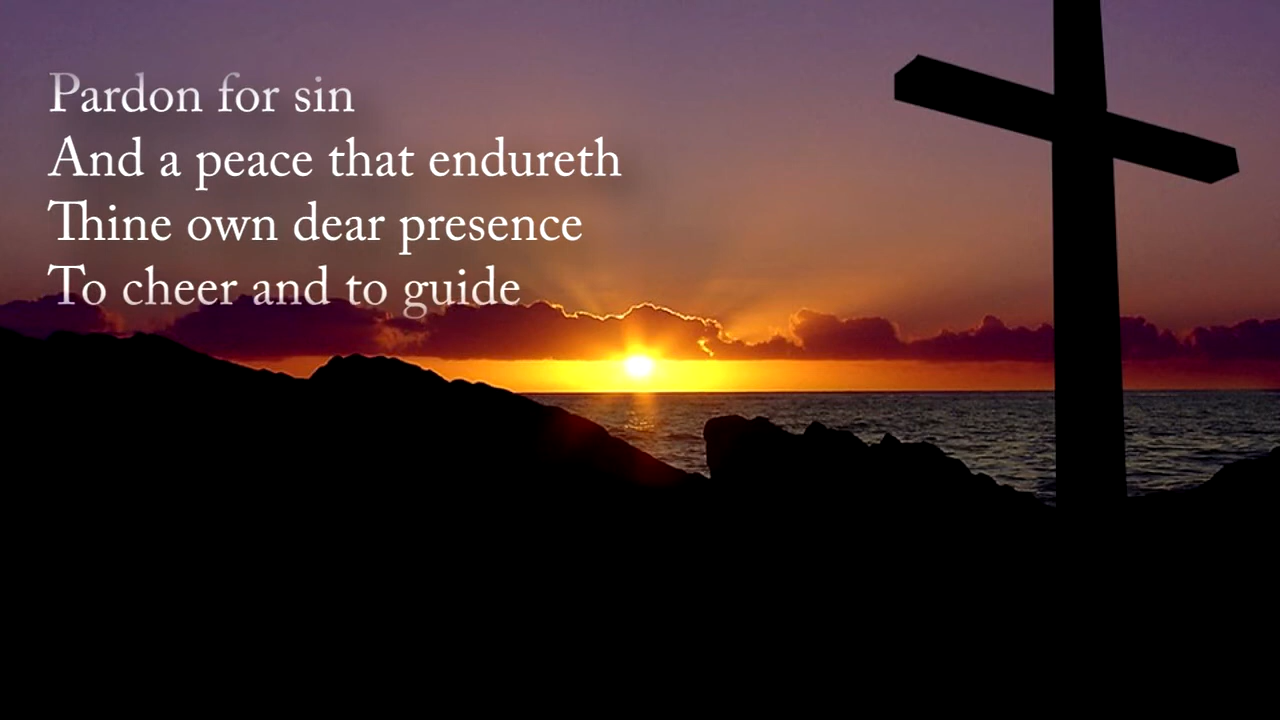 Pardon for sin
And a peace that endureth
Thine own dear presence
To cheer and to guide